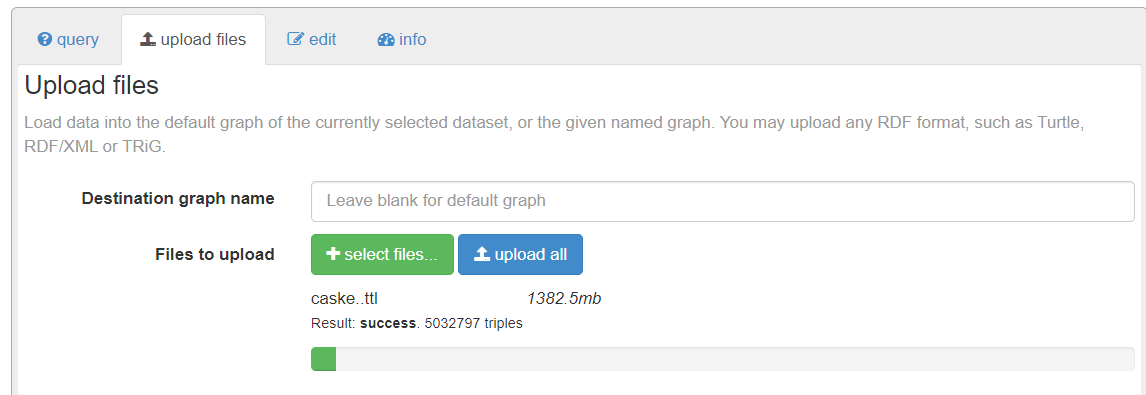 query upload files edit info
Upload files
Load data into the default graph of the currently selected dataset, or the given named graph. You may upload any RDF format, such as Turtle,
RDF/XML or TRiG.
Destination graph name Leave blank for default graph
Files to upload select files... upload all
caske..ttl 1382.5mb
Result: success. 5032797 triples